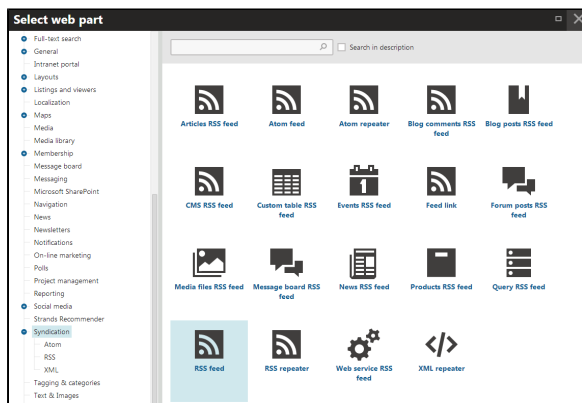 Select web part
Full-text search
General
Intranet portal
Layouts
Listings and viewers
Localization
Maps
Media
Media library
Membership
Message board
Messaging
Microsoft SharePoint
Navigation
News
Newsletters
Notifications
On-line marketing
Polls
Project management
Reporting
Social media
Strands Recommender
Syndication
Atom
RSS
XML
Tagging & categories
Text & Images
Search in description
Articles RSS feed
Atom feed
Atom repeater
Blog comments RSS
feed
Blog posts RSS feed
CMS RSS feed
Custom table RSS
feed
Events RSS feed
Feed link
Forum posts RSS
feed
Media files RSS feed
Message board RSS
feed
News RSS feed
Products RSS feed
Query RSS feed
RSS feed
RSS repeater
Web service RSS
feed
XML repeater